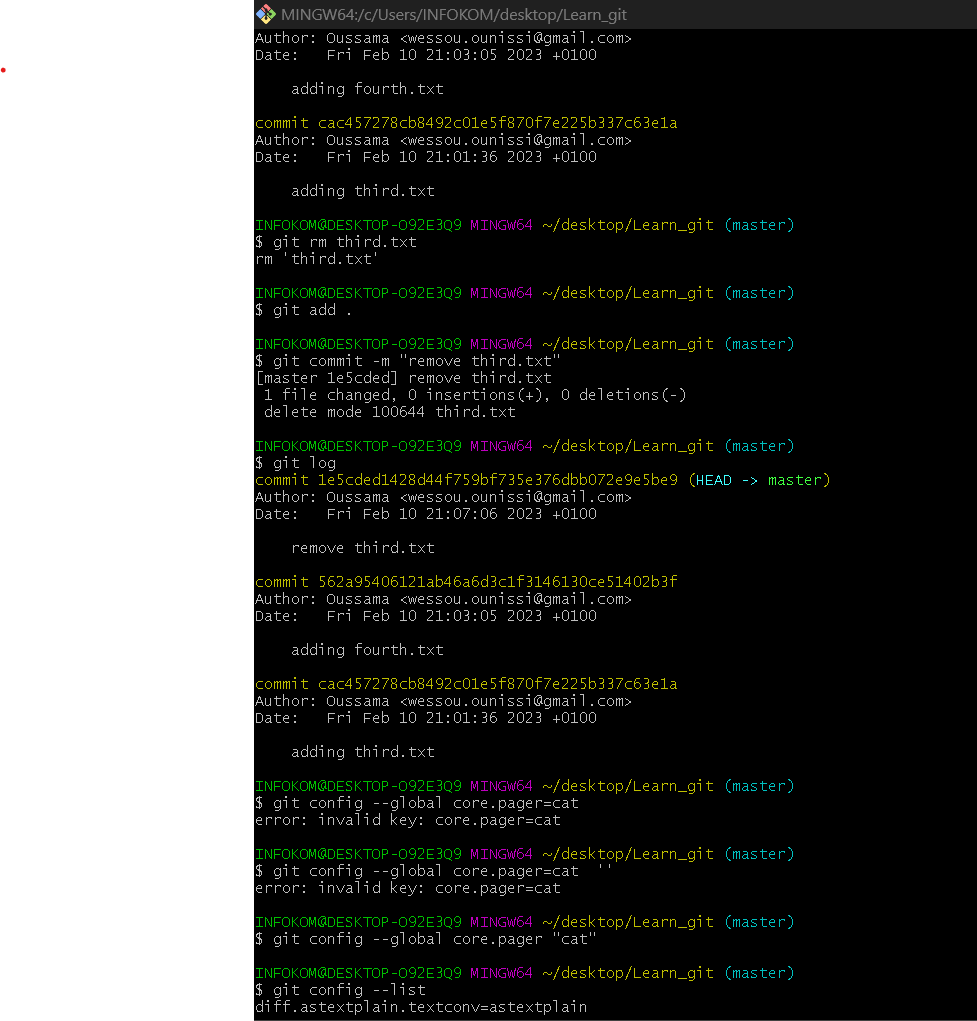 MINGW64:/c/Users/INFOKOM/desktop/Learn_git
Author: Oussama <wessou.ounissi@gmail.com>
Date:   Fri Feb 10 21:03:05 2023 +0100
    adding fourth.txt
commit cac457278cb8492c01e5f870f7e225b337c63e1a
Author: Oussama <wessou.ounissi@gmail.com>
Date:   Fri Feb 10 21:01:36 2023 +0100
    adding third.txt
INFOKOM@DESKTOP-O92E3Q9 MINGW64 ~/desktop/Learn_git (master)
$ git rm third.txt
rm 'third.txt'
INFOKOM@DESKTOP-O92E3Q9 MINGW64 ~/desktop/Learn_git (master)
$ git add .
INFOKOM@DESKTOP-O92E3Q9 MINGW64 ~/desktop/Learn_git (master)
$ git commit -m "remove third.txt"
[master 1e5cded] remove third.txt
 1 file changed, 0 insertions(+), 0 deletions(-)
 delete mode 100644 third.txt
INFOKOM@DESKTOP-O92E3Q9 MINGW64 ~/desktop/Learn_git (master)
$ git log
commit 1e5cded1428d44f759bf735e376dbb072e9e5be9 (HEAD -> master)
Author: Oussama <wessou.ounissi@gmail.com>
Date:   Fri Feb 10 21:07:06 2023 +0100
    remove third.txt
commit 562a95406121ab46a6d3c1f3146130ce51402b3f
Author: Oussama <wessou.ounissi@gmail.com>
Date:   Fri Feb 10 21:03:05 2023 +0100
    adding fourth.txt
commit cac457278cb8492c01e5f870f7e225b337c63e1a
Author: Oussama <wessou.ounissi@gmail.com>
Date:   Fri Feb 10 21:01:36 2023 +0100
    adding third.txt
INFOKOM@DESKTOP-O92E3Q9 MINGW64 ~/desktop/Learn_git (master)
$ git config --global core.pager=cat
error: invalid key: core.pager=cat
INFOKOM@DESKTOP-O92E3Q9 MINGW64 ~/desktop/Learn_git (master)
$ git config --global core.pager=cat  ''
error: invalid key: core.pager=cat
INFOKOM@DESKTOP-O92E3Q9 MINGW64 ~/desktop/Learn_git (master)
$ git config --global core.pager "cat"
INFOKOM@DESKTOP-O92E3Q9 MINGW64 ~/desktop/Learn_git (master)
$ git config --list
diff.astextplain.textconv=astextplain